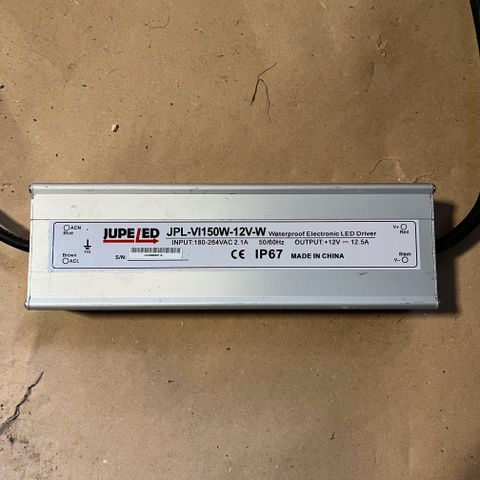 JUPELED JPL-VI150W-12V-W Waterproof Electronic LED Driver
INPUT:180-264VAC 2.1A 50/60Hz OUTPUT:+12V 12.5A
S/N: CE IP67 MADE IN CHINA
ACN
Blue
Y/G
Brown
ACL
V+
Red
Black
V-